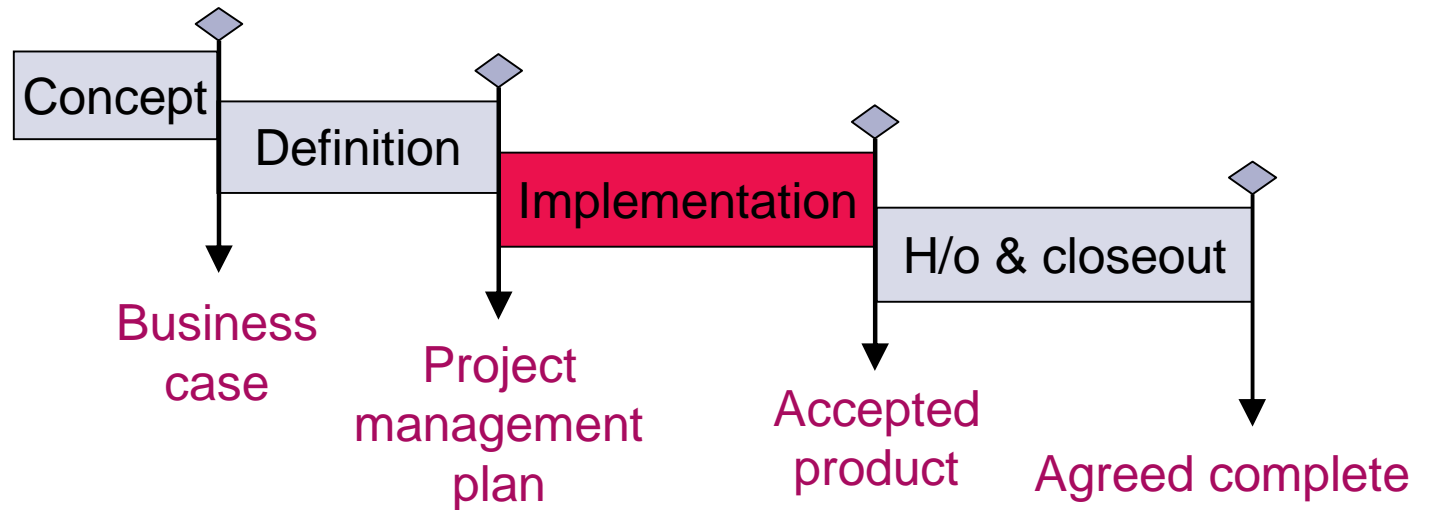 Concept
Definition
Implementation
H/o & closeout
Business
case
Project
management
plan
Accepted
product
Agreed complete